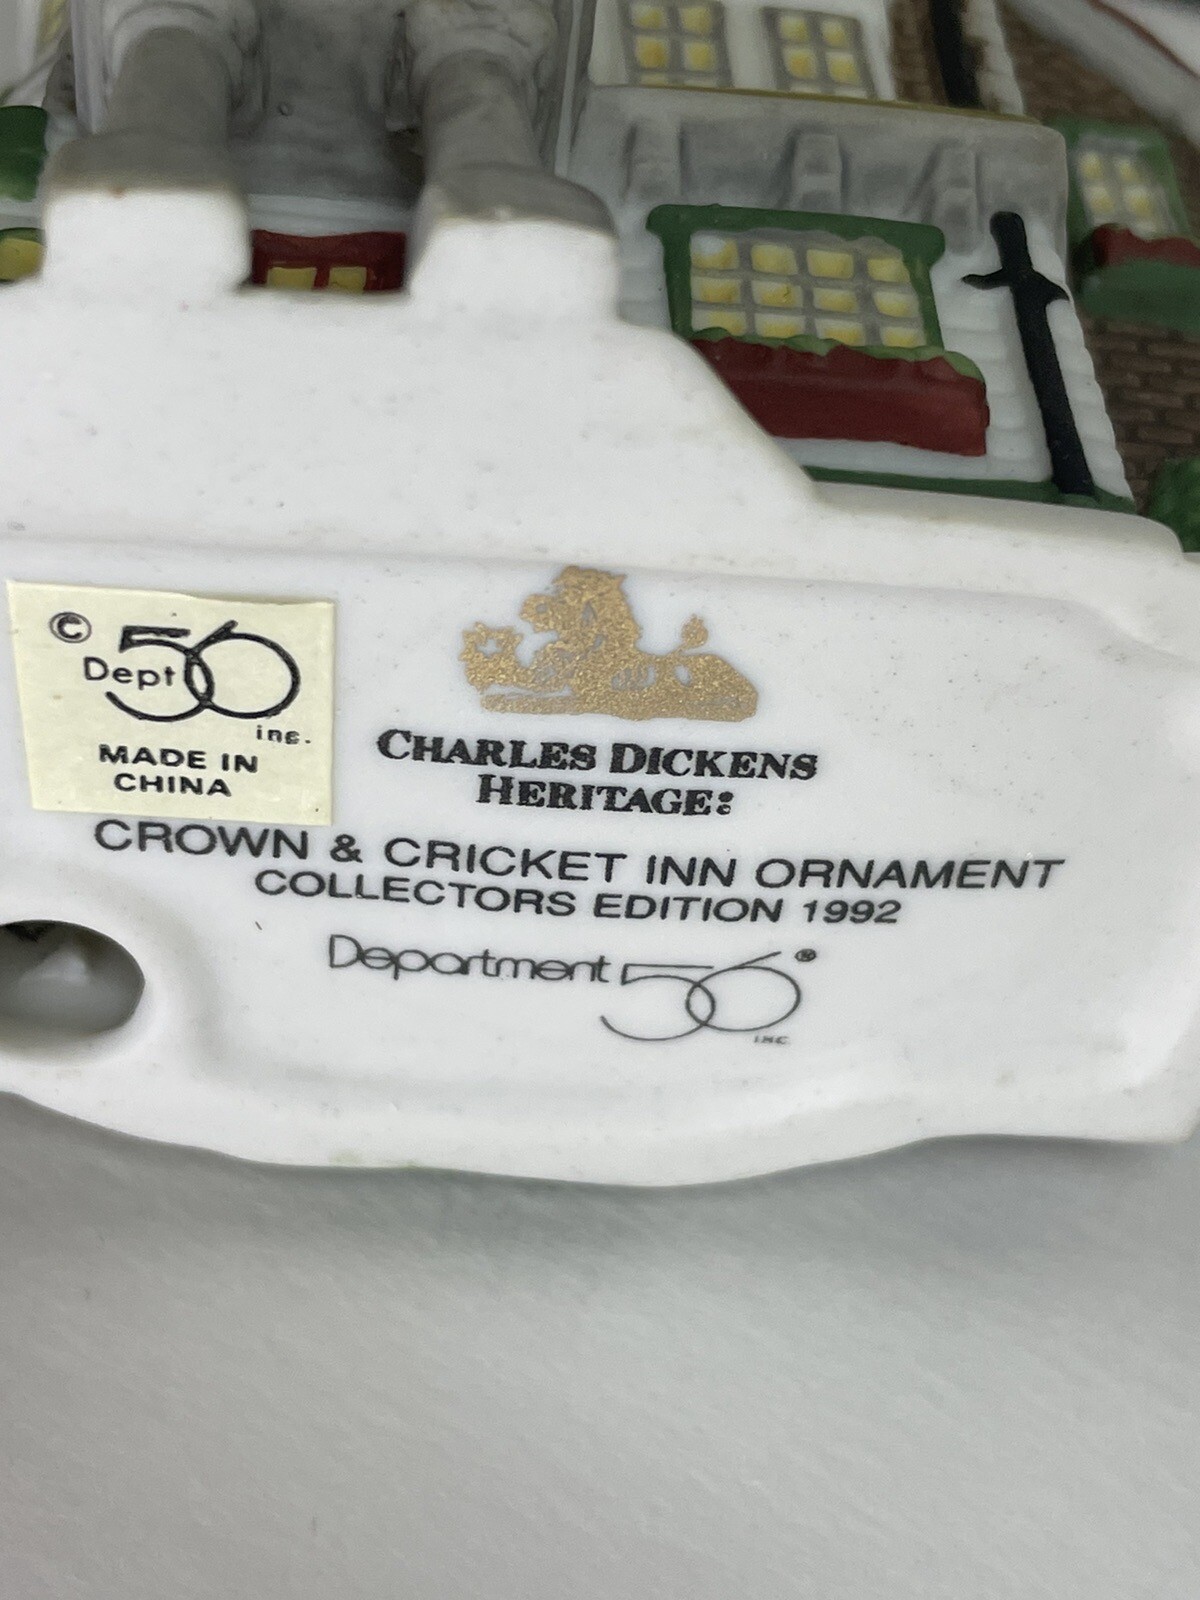 © Dept 56
inc.
MADE IN
CHINA
CHARLES DICKENS
HERITAGE:
CROWN & CRICKET INN ORNAMENT
COLLECTORS EDITION 1992
Department 56®
INC.